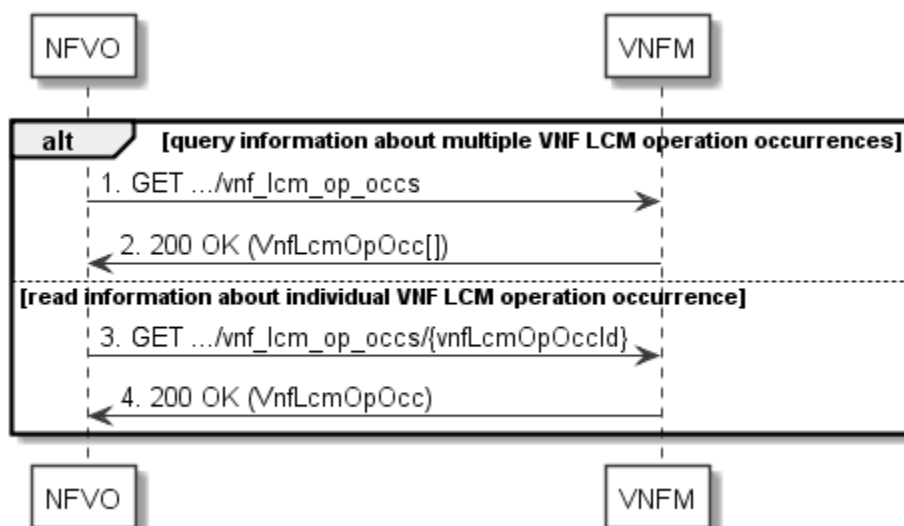 NFVO VNFM
alt [query information about multiple VNF LCM operation occurrences]
1. GET .../vnf_lcm_op_occs
2. 200 OK (VnfLcmOpOcc[])
[read information about individual VNF LCM operation occurrence]
3. GET .../vnf_lcm_op_occs/{vnfLcmOpOccId}
4. 200 OK (VnfLcmOpOcc)
NFVO VNFM